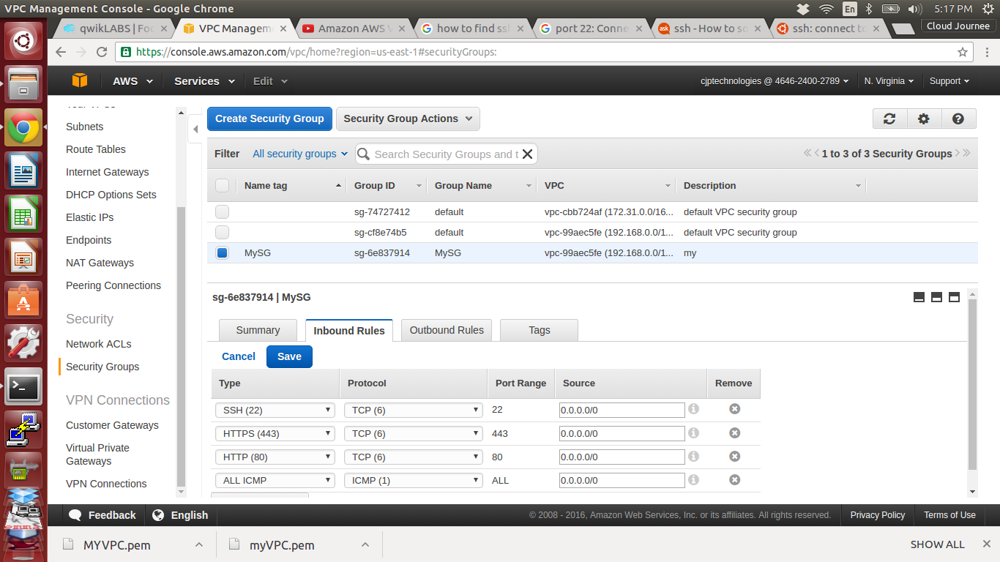 VPC Management Console - Google Chrome
En
5:17 PM
qwikLABS | Foc
VPC Managem
Amazon AWS V
how to find ssh
port 22: Conne
ssh - How to so
ssh: connect to
Cloud Journee
https://console.aws.amazon.com/vpc/home?region=us-east-1#securityGroups:
AWS
Services
Edit
cjptechnologies @ 4646-2400-2789
N. Virginia
Support
Your VPCs
Subnets
Route Tables
Internet Gateways
DHCP Options Sets
Elastic IPs
Endpoints
NAT Gateways
Peering Connections
Security
Network ACLs
Security Groups
VPN Connections
Customer Gateways
Virtual Private
Gateways
VPN Connections
Create Security Group
Security Group Actions
Filter
All security groups
Search Security Groups and t
1 to 3 of 3 Security Groups
Name tag Group ID Group Name VPC Description
sg-74727412 default vpc-cbb724af (172.31.0.0/16... default VPC security group
sg-cf8e74b5 default vpc-99aec5fe (192.168.0.0/1... default VPC security group
MySG sg-6e837914 MySG vpc-99aec5fe (192.168.0.0/1... my
sg-6e837914 | MySG
Summary
Inbound Rules
Outbound Rules
Tags
Cancel
Save
Type Protocol Port Range Source Remove
SSH (22) TCP (6) 22 0.0.0.0/0
HTTPS (443) TCP (6) 443 0.0.0.0/0
HTTP (80) TCP (6) 80 0.0.0.0/0
ALL ICMP ICMP (1) ALL 0.0.0.0/0
Feedback
English
© 2008 - 2016, Amazon Web Services, Inc. or its affiliates. All rights reserved.
Privacy Policy
Terms of Use
MYVPC.pem
myVPC.pem
SHOW ALL